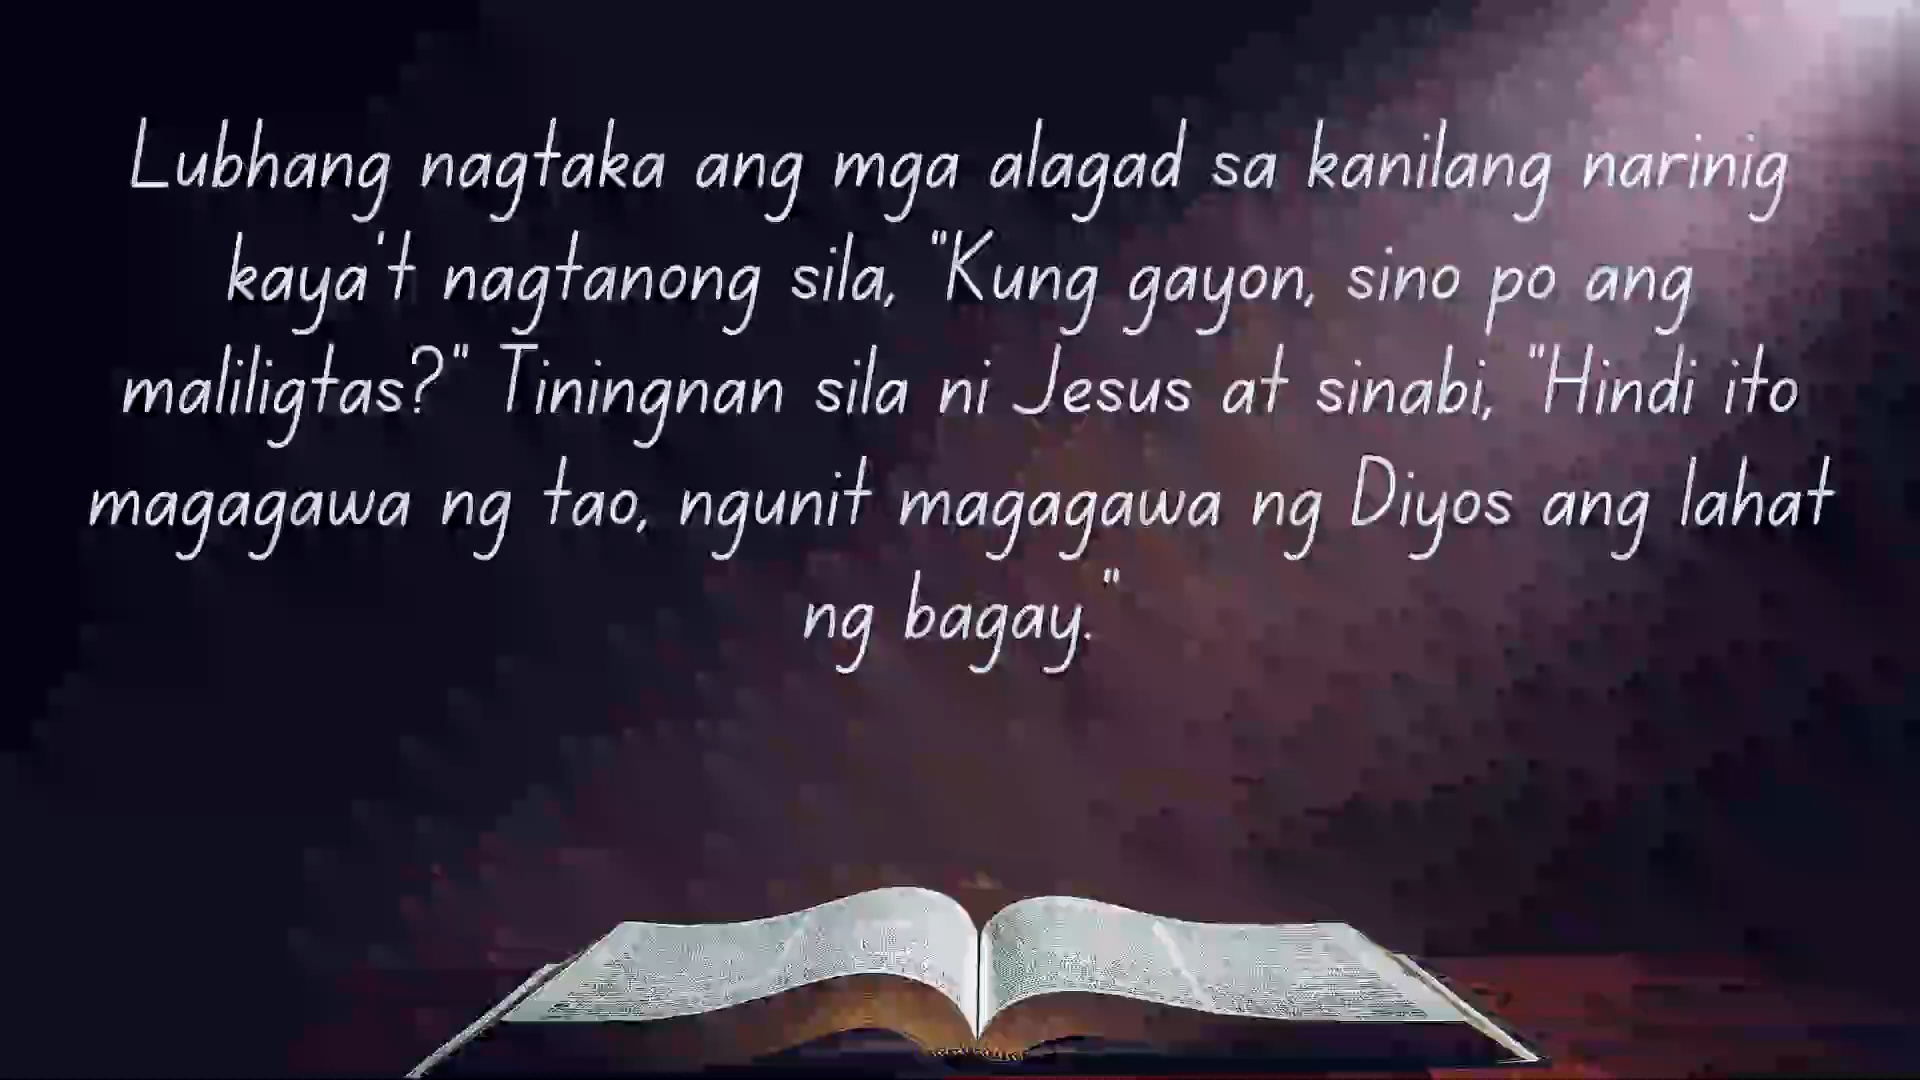 Lubhang nagtaka ang mga alagad sa kanilang narinig
kaya't nagtanong sila, "Kung gayon, sino po ang
maliligtas?" Tiningnan sila ni Jesus at sinabi, "Hindi ito
magagawa ng tao, ngunit magagawa ng Diyos ang lahat
ng bagay."